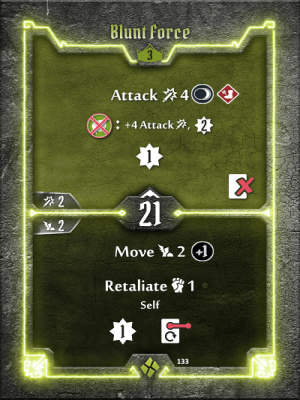 Blunt Force
3
Attack 4
: +4 Attack , 2
1
2
21
2
Move 2 +1
Retaliate 1
Self
1
133